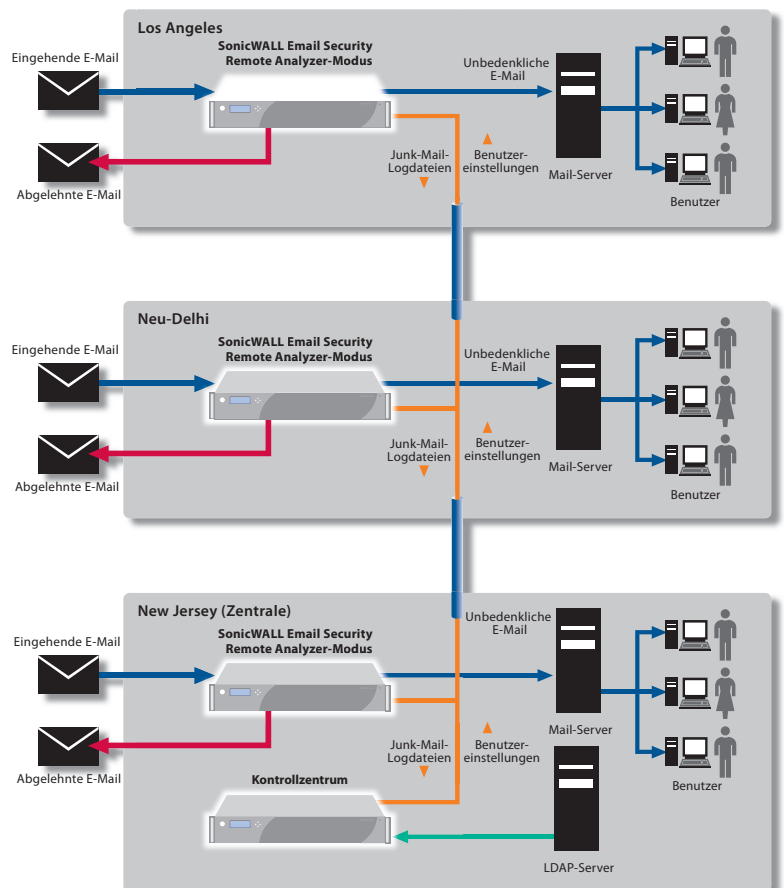 Los Angeles
SonicWALL Email Security
Remote Analyzer-Modus
Eingehende E-Mail
Unbedenkliche
E-Mail
Junk-Mail-
Logdateien
Benutzer-
einstellungen
Mail-Server
Abgelehnte E-Mail
Benutzer
Neu-Delhi
SonicWALL Email Security
Remote Analyzer-Modus
Eingehende E-Mail
Unbedenkliche
E-Mail
Junk-Mail-
Logdateien
Benutzer-
einstellungen
Mail-Server
Abgelehnte E-Mail
Benutzer
New Jersey (Zentrale)
SonicWALL Email Security
Remote Analyzer-Modus
Eingehende E-Mail
Unbedenkliche
E-Mail
Junk-Mail-
Logdateien
Benutzer-
einstellungen
Mail-Server
Abgelehnte E-Mail
Benutzer
Kontrollzentrum
LDAP-Server